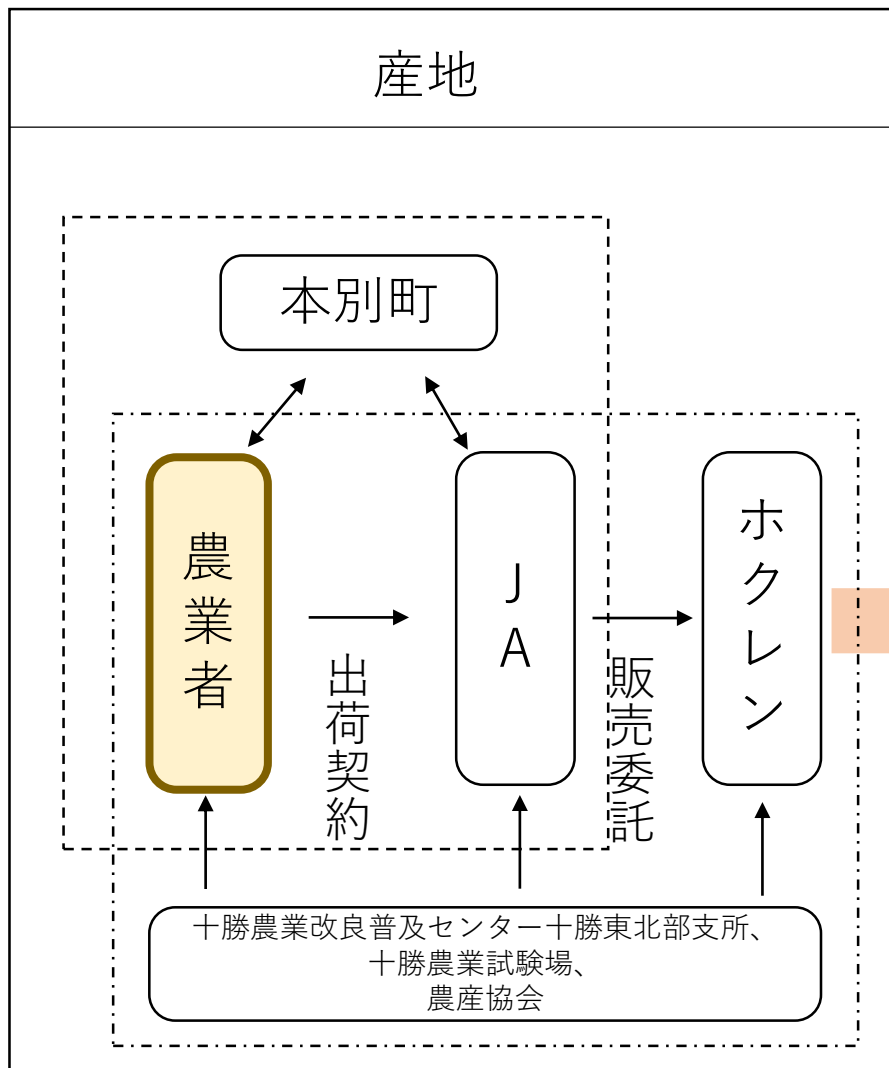 産地
本別町
農業者
出荷契約
JA
販売委託
ホクレン
十勝農業改良普及センター十勝東北部支所、
十勝農業試験場、
農産協会